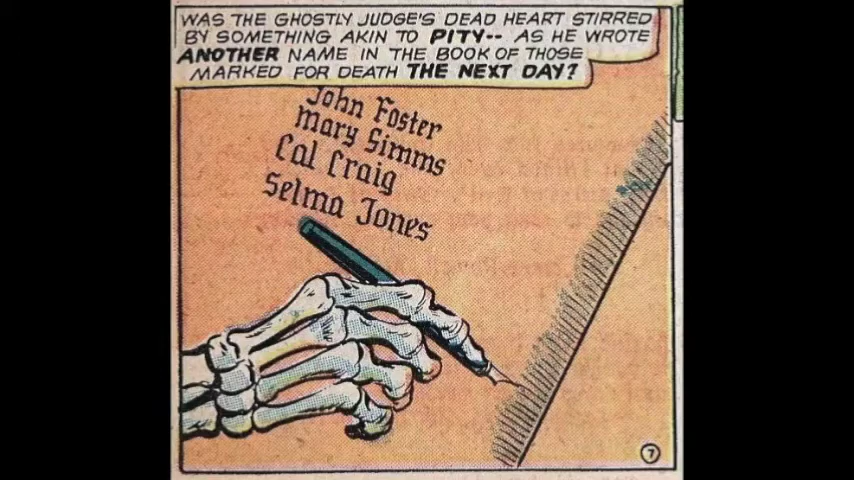 WAS THE GHOSTLY JUDGE'S DEAD HEART STIRRED
BY SOMETHING AKIN TO PITY-- AS HE WROTE
ANOTHER NAME IN THE BOOK OF THOSE
MARKED FOR DEATH THE NEXT DAY?
John Foster
Mary Simms
Cal Craig
Selma Jones
7